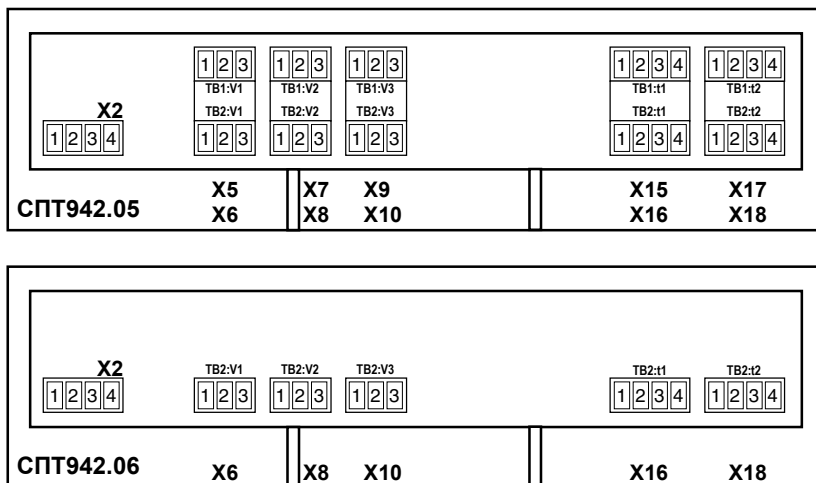 1 2 3 1 2 3 1 2 3 1 2 3 4 1 2 3 4
TB1:V1 TB1:V2 TB1:V3 TB1:t1 TB1:t2
X2 TB2:V1 TB2:V2 TB2:V3 TB2:t1 TB2:t2
1 2 3 4 1 2 3 1 2 3 1 2 3 1 2 3 4 1 2 3 4
X5 X7 X9 X15 X17
СПТ942.05 X6 X8 X10 X16 X18
X2 TB2:V1 TB2:V2 TB2:V3 TB2:t1 TB2:t2
1 2 3 4 1 2 3 1 2 3 1 2 3 1 2 3 4 1 2 3 4
СПТ942.06 X6 X8 X10 X16 X18